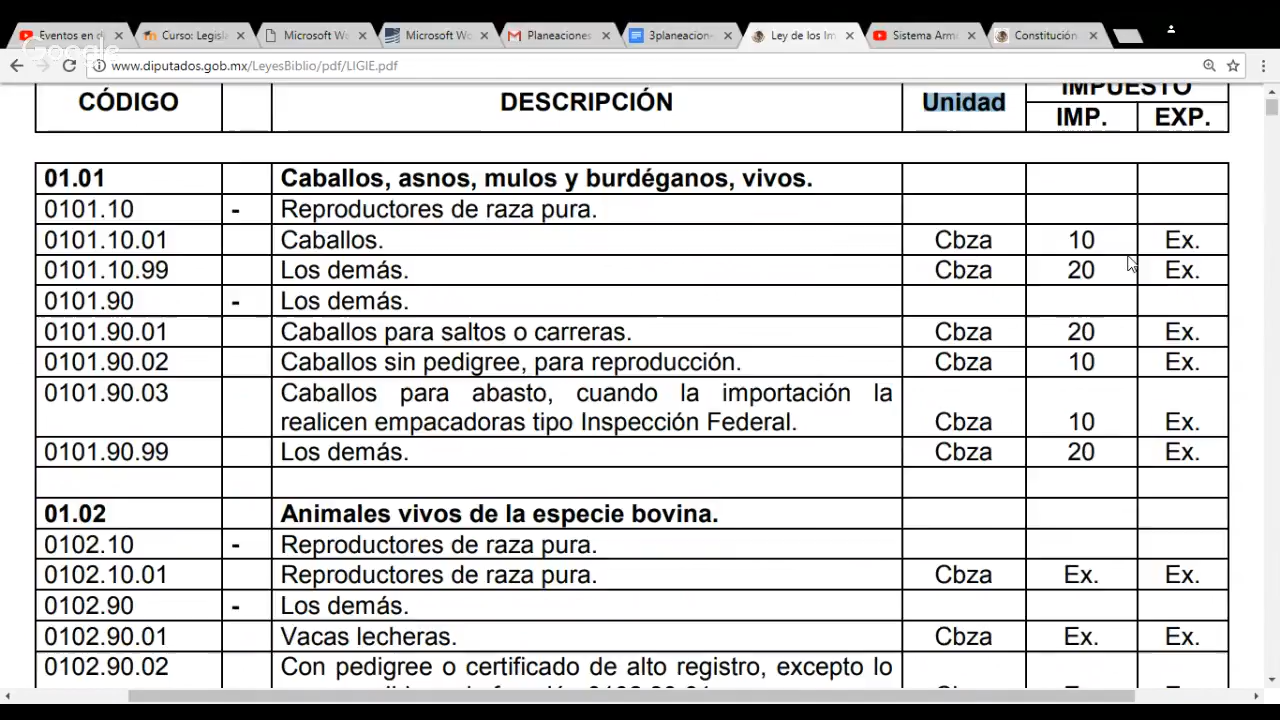 Eventos en d
Curso: Legisla
Microsoft Wo
Microsoft Wo
Planeaciones
3planeacion-
Ley de los Im
Sistema Armo
Constitución
Google
www.diputados.gob.mx/LeyesBiblio/pdf/LIGIE.pdf
CÓDIGO DESCRIPCIÓN Unidad IMPUESTO
IMP. EXP.
01.01 Caballos, asnos, mulos y burdéganos, vivos.
0101.10 - Reproductores de raza pura.
0101.10.01 Caballos. Cbza 10 Ex.
0101.10.99 Los demás. Cbza 20 Ex.
0101.90 - Los demás.
0101.90.01 Caballos para saltos o carreras. Cbza 20 Ex.
0101.90.02 Caballos sin pedigree, para reproducción. Cbza 10 Ex.
0101.90.03 Caballos para abasto, cuando la importación la
realicen empacadoras tipo Inspección Federal. Cbza 10 Ex.
0101.90.99 Los demás. Cbza 20 Ex.
01.02 Animales vivos de la especie bovina.
0102.10 - Reproductores de raza pura.
0102.10.01 Reproductores de raza pura. Cbza Ex. Ex.
0102.90 - Los demás.
0102.90.01 Vacas lecheras. Cbza Ex. Ex.
0102.90.02 Con pedigree o certificado de alto registro, excepto lo